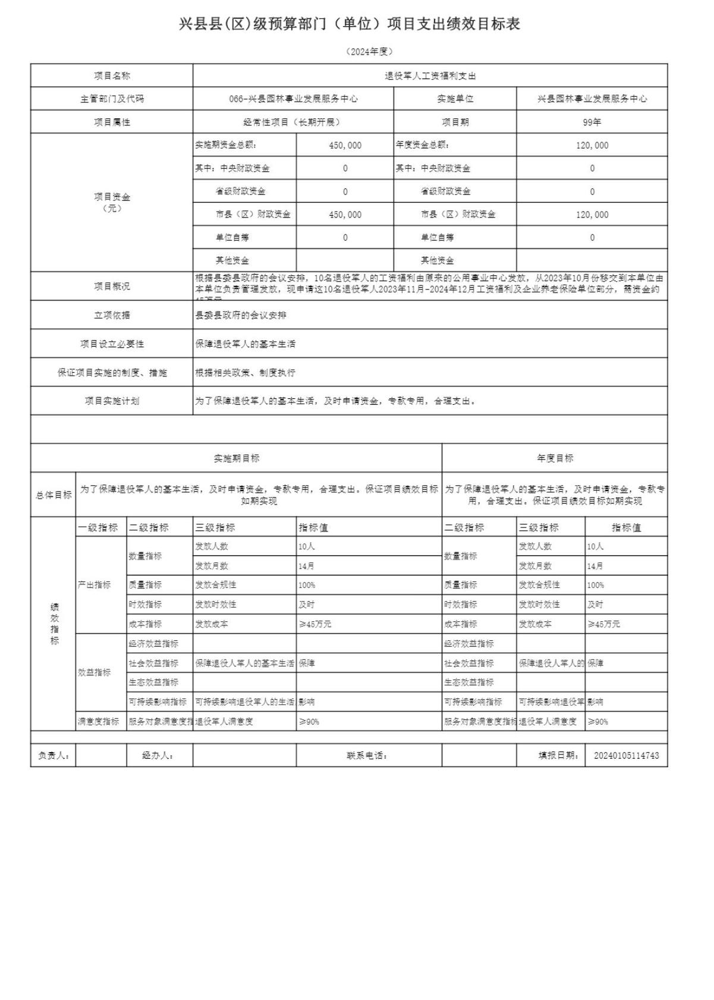 兴县县(区)级预算部门（单位）项目支出绩效目标表
（2024年度）
项目名称 退役军人工资福利支出
主管部门及代码 066-兴县园林事业发展服务中心 实施单位 兴县园林事业发展服务中心
项目属性 经常性项目（长期开展） 项目期 99年
项目资金
（元）
实施期资金总额： 450,000 年度资金总额： 120,000
其中：中央财政资金 0 其中：中央财政资金 0
省级财政资金 0 省级财政资金 0
市县（区）财政资金 450,000 市县（区）财政资金 120,000
单位自筹 0 单位自筹 0
其他资金 其他资金
项目概况
根据县委县政府的会议安排，10名退役军人的工资福利由原来的公用事业中心发放，从2023年10月份移交到本单位由
本单位负责管理发放，现申请这10名退役军人2023年11月-2024年12月工资福利及企业养老保险单位部分，需资金约
立项依据 县委县政府的会议安排
项目设立必要性 保障退役军人的基本生活
保证项目实施的制度、措施 根据相关政策、制度执行
项目实施计划 为了保障退役军人的基本生活，及时申请资金，专款专用，合理支出。
实施期目标 年度目标
总体目标
为了保障退役军人的基本生活，及时申请资金，专款专用，合理支出。保证项目绩效目标
如期实现
为了保障退役军人的基本生活，及时申请资金，专款专
用，合理支出。保证项目绩效目标如期实现
绩效指标
一级指标 二级指标 三级指标 指标值 二级指标 三级指标 指标值
产出指标
数量指标 发放人数 10人 数量指标 发放人数 10人
发放月数 14月 发放月数 14月
质量指标 发放合规性 100% 质量指标 发放合规性 100%
时效指标 发放时效性 及时 时效指标 发放时效性 及时
成本指标 发放成本 ≥45万元 成本指标 发放成本 ≥45万元
效益指标
经济效益指标 经济效益指标
社会效益指标 保障退役人军人的基本生活 保障 社会效益指标 保障退役人军人的 保障
生态效益指标 生态效益指标
可持续影响指标 可持续影响退役军人的生活 影响 可持续影响指标 可持续影响退役军 影响
满意度指标 服务对象满意度指 退役军人满意度 ≥90% 服务对象满意度指标 退役军人满意度 ≥90%
负责人： 经办人： 联系电话： 填报日期： 20240105114743